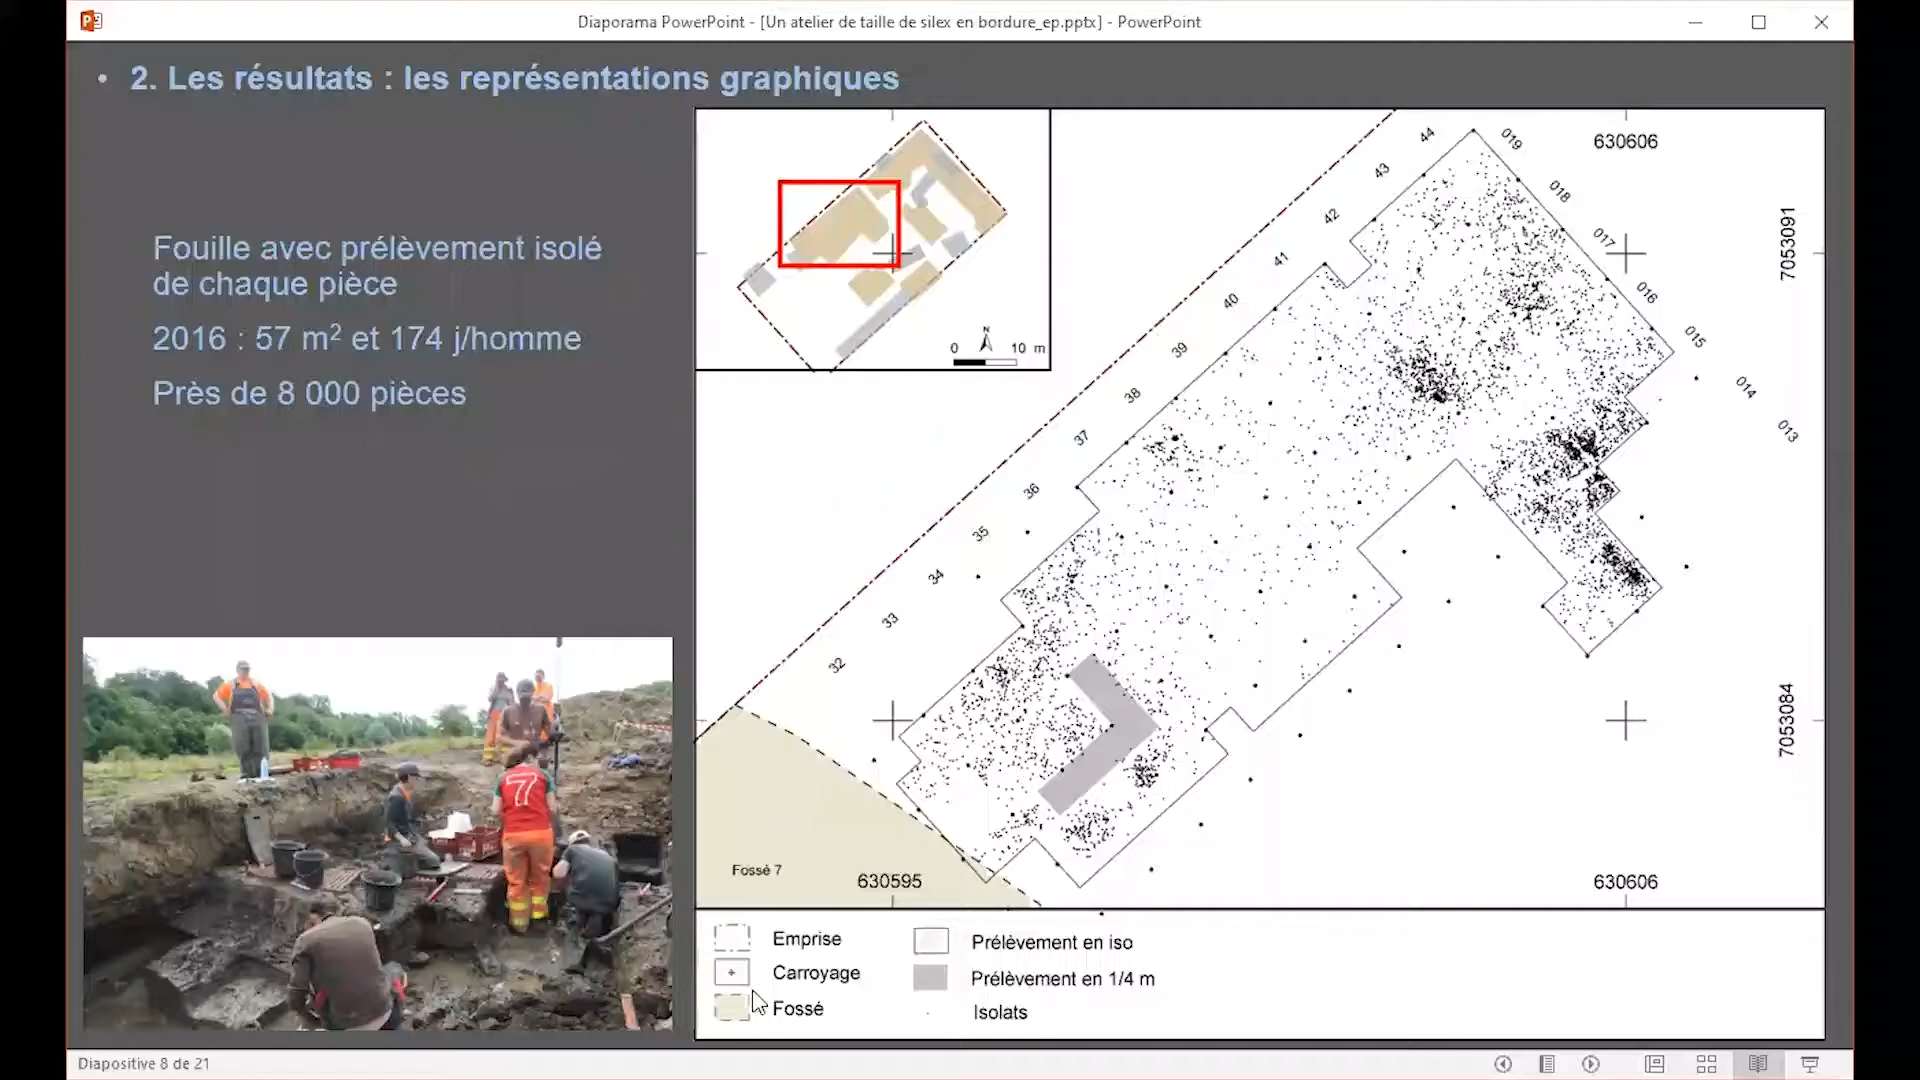 Diaporama PowerPoint - [Un atelier de taille de silex en bordure_ep.pptx] - PowerPoint
• 2. Les résultats : les représentations graphiques
Fouille avec prélèvement isolé
de chaque pièce
2016 : 57 m² et 174 j/homme
Près de 8 000 pièces
N
0 10 m
44
43
42
41
40
39
38
37
36
35
34
33
32
019
018
017
016
015
014
013
630606
7053091
7053084
Fossé 7
630595
630606
Emprise
Carroyage
Fossé
Prélèvement en iso
Prélèvement en 1/4 m
Isolats
7
Diapositive 8 de 21